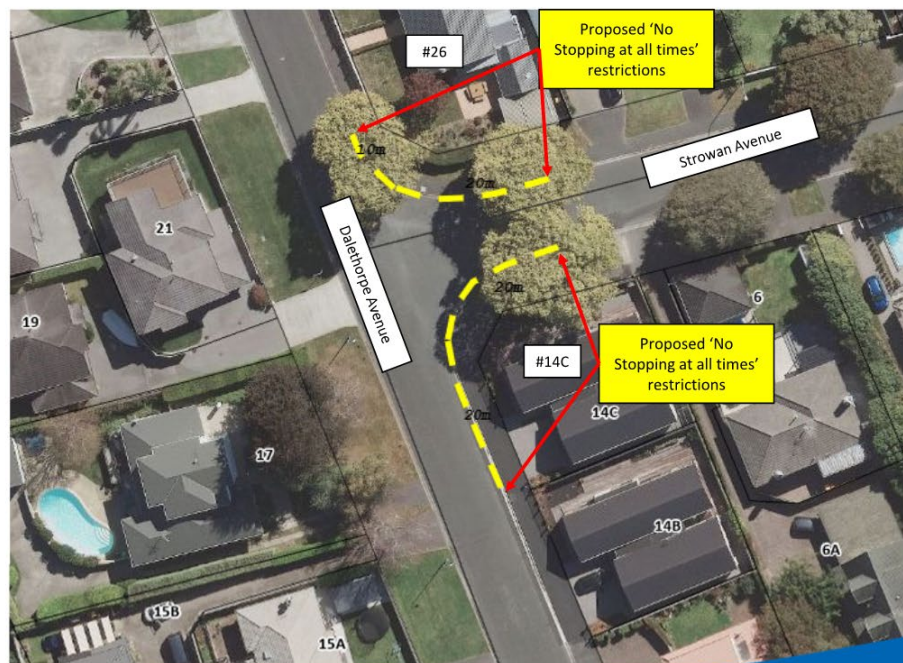 #26
Proposed ‘No
Stopping at all times’
restrictions
10m
20m
Strowan Avenue
21
Dalethorpe Avenue
20m
6
19
#14C
Proposed ‘No
Stopping at all times’
restrictions
14C
20m
17
14B
6A
15B
15A